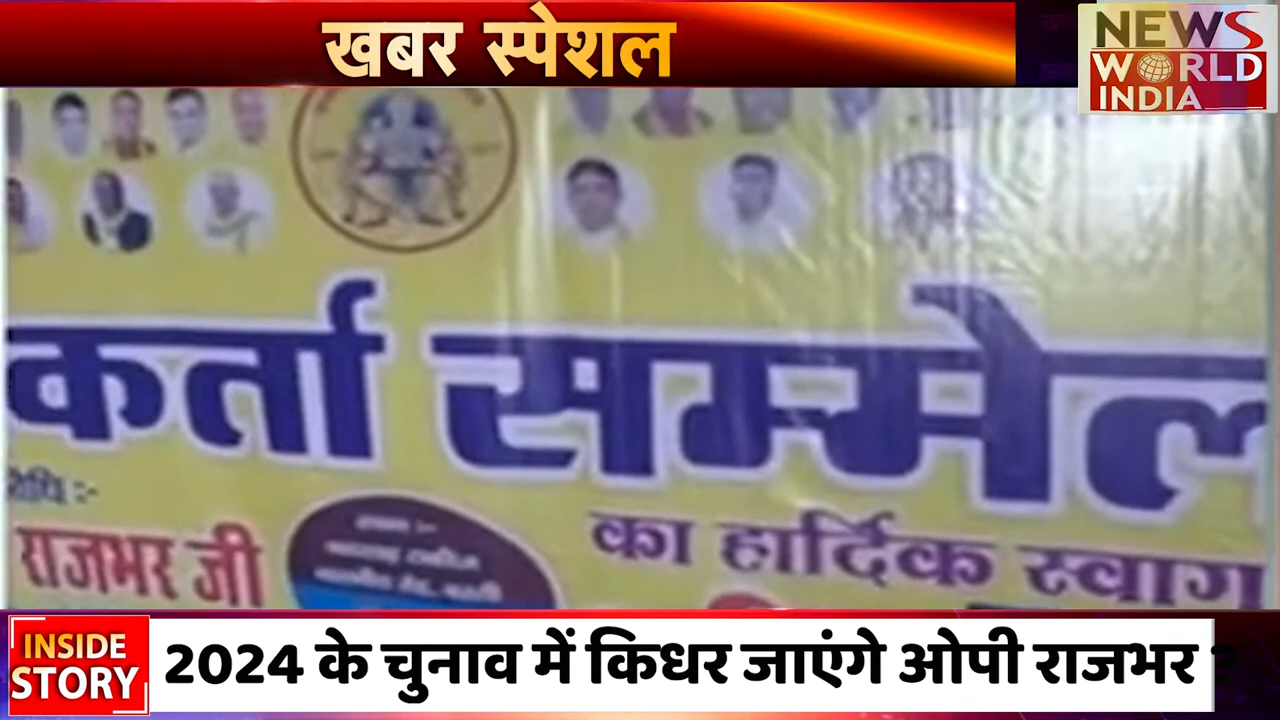 खबर स्पेशल
NEWS
WORLD
INDIA
कर्ता सम्मेल
राजभर जी
का हार्दिक स्वाग
INSIDE
STORY
2024 के चुनाव में किधर जाएंगे ओपी राजभर ?